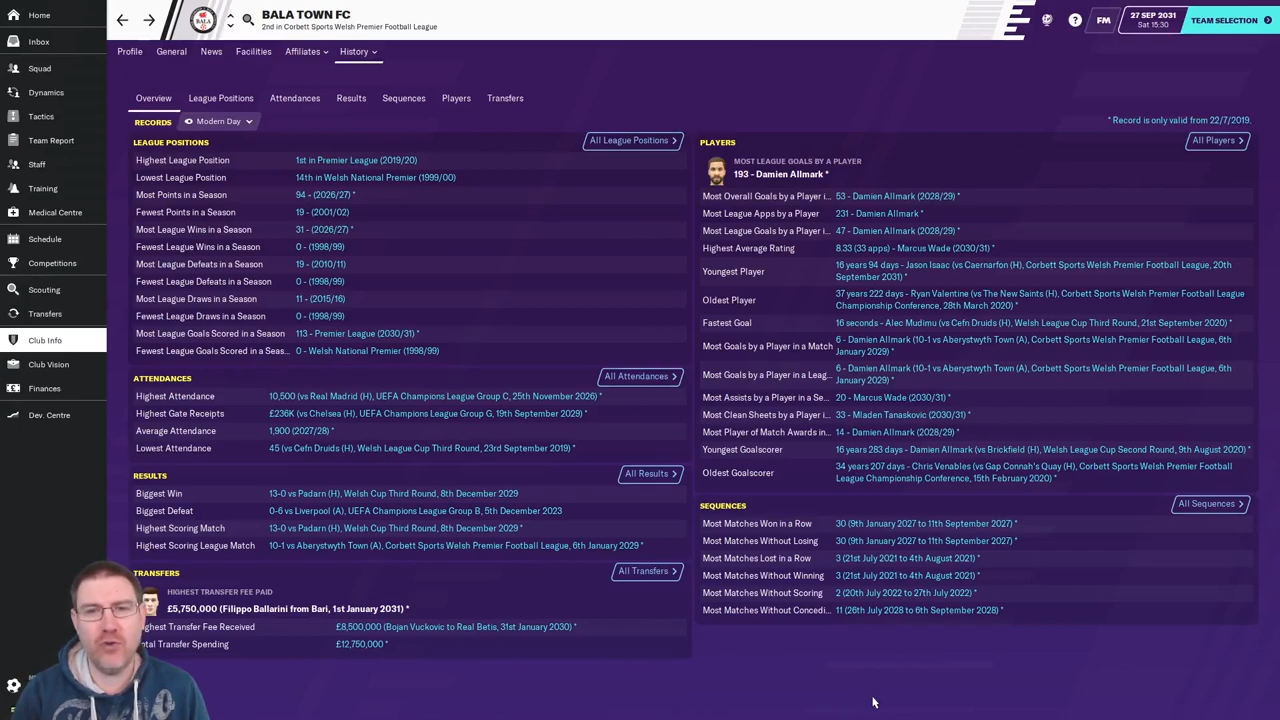 BALA TOWN FC
2nd in Corbett Sports Welsh Premier Football League
FM
27 SEP 2031
Sat 15:30
TEAM SELECTION
Home
Inbox
Squad
Dynamics
Tactics
Team Report
Staff
Training
Medical Centre
Schedule
Competitions
Scouting
Transfers
Club Info
Club Vision
Finances
Dev. Centre
Profile General News Facilities Affiliates History
Overview League Positions Attendances Results Sequences Players Transfers
RECORDS Modern Day
* Record is only valid from 22/7/2019.
LEAGUE POSITIONS All League Positions
Highest League Position 1st in Premier League (2019/20)
Lowest League Position 14th in Welsh National Premier (1999/00)
Most Points in a Season 94 - (2026/27) *
Fewest Points in a Season 19 - (2001/02)
Most League Wins in a Season 31 - (2026/27) *
Fewest League Wins in a Season 0 - (1998/99)
Most League Defeats in a Season 19 - (2010/11)
Fewest League Defeats in a Season 0 - (1998/99)
Most League Draws in a Season 11 - (2015/16)
Fewest League Draws in a Season 0 - (1998/99)
Most League Goals Scored in a Season 113 - Premier League (2030/31) *
Fewest League Goals Scored in a Seas... 0 - Welsh National Premier (1998/99)
ATTENDANCES All Attendances
Highest Attendance 10,500 (vs Real Madrid (H), UEFA Champions League Group C, 25th November 2026) *
Highest Gate Receipts £236K (vs Chelsea (H), UEFA Champions League Group G, 19th September 2029) *
Average Attendance 1,900 (2027/28) *
Lowest Attendance 45 (vs Cefn Druids (H), Welsh League Cup Third Round, 23rd September 2019) *
RESULTS All Results
Biggest Win 13-0 vs Padarn (H), Welsh Cup Third Round, 8th December 2029
Biggest Defeat 0-6 vs Liverpool (A), UEFA Champions League Group B, 5th December 2023
Highest Scoring Match 13-0 vs Padarn (H), Welsh Cup Third Round, 8th December 2029 *
Highest Scoring League Match 10-1 vs Aberystwyth Town (A), Corbett Sports Welsh Premier Football League, 6th January 2029 *
TRANSFERS All Transfers
HIGHEST TRANSFER FEE PAID
£5,750,000 (Filippo Ballarini from Bari, 1st January 2031) *
ighest Transfer Fee Received £8,500,000 (Bojan Vuckovic to Real Betis, 31st January 2030) *
otal Transfer Spending £12,750,000 *
PLAYERS All Players
MOST LEAGUE GOALS BY A PLAYER
193 - Damien Allmark *
Most Overall Goals by a Player i... 53 - Damien Allmark (2028/29) *
Most League Apps by a Player 231 - Damien Allmark *
Most League Goals by a Player i... 47 - Damien Allmark (2028/29) *
Highest Average Rating 8.33 (33 apps) - Marcus Wade (2030/31) *
Youngest Player 16 years 94 days - Jason Isaac (vs Caernarfon (H), Corbett Sports Welsh Premier Football League, 20th
September 2031) *
Oldest Player 37 years 222 days - Ryan Valentine (vs The New Saints (H), Corbett Sports Welsh Premier Football League
Championship Conference, 28th March 2020) *
Fastest Goal 16 seconds - Alec Mudimu (vs Cefn Druids (H), Welsh League Cup Third Round, 21st September 2020) *
Most Goals by a Player in a Match 6 - Damien Allmark (10-1 vs Aberystwyth Town (A), Corbett Sports Welsh Premier Football League, 6th
January 2029) *
Most Goals by a Player in a Leag... 6 - Damien Allmark (10-1 vs Aberystwyth Town (A), Corbett Sports Welsh Premier Football League, 6th
January 2029) *
Most Assists by a Player in a Se... 20 - Marcus Wade (2030/31) *
Most Clean Sheets by a Player i... 33 - Mladen Tanaskovic (2030/31) *
Most Player of Match Awards in... 14 - Damien Allmark (2028/29) *
Youngest Goalscorer 16 years 283 days - Damien Allmark (vs Brickfield (H), Welsh League Cup Second Round, 9th August 2020) *
Oldest Goalscorer 34 years 207 days - Chris Venables (vs Gap Connah's Quay (H), Corbett Sports Welsh Premier Football
League Championship Conference, 15th February 2020) *
SEQUENCES All Sequences
Most Matches Won in a Row 30 (9th January 2027 to 11th September 2027) *
Most Matches Without Losing 30 (9th January 2027 to 11th September 2027) *
Most Matches Lost in a Row 3 (21st July 2021 to 4th August 2021) *
Most Matches Without Winning 3 (21st July 2021 to 4th August 2021) *
Most Matches Without Scoring 2 (20th July 2022 to 27th July 2022) *
Most Matches Without Concedi... 11 (26th July 2028 to 6th September 2028) *